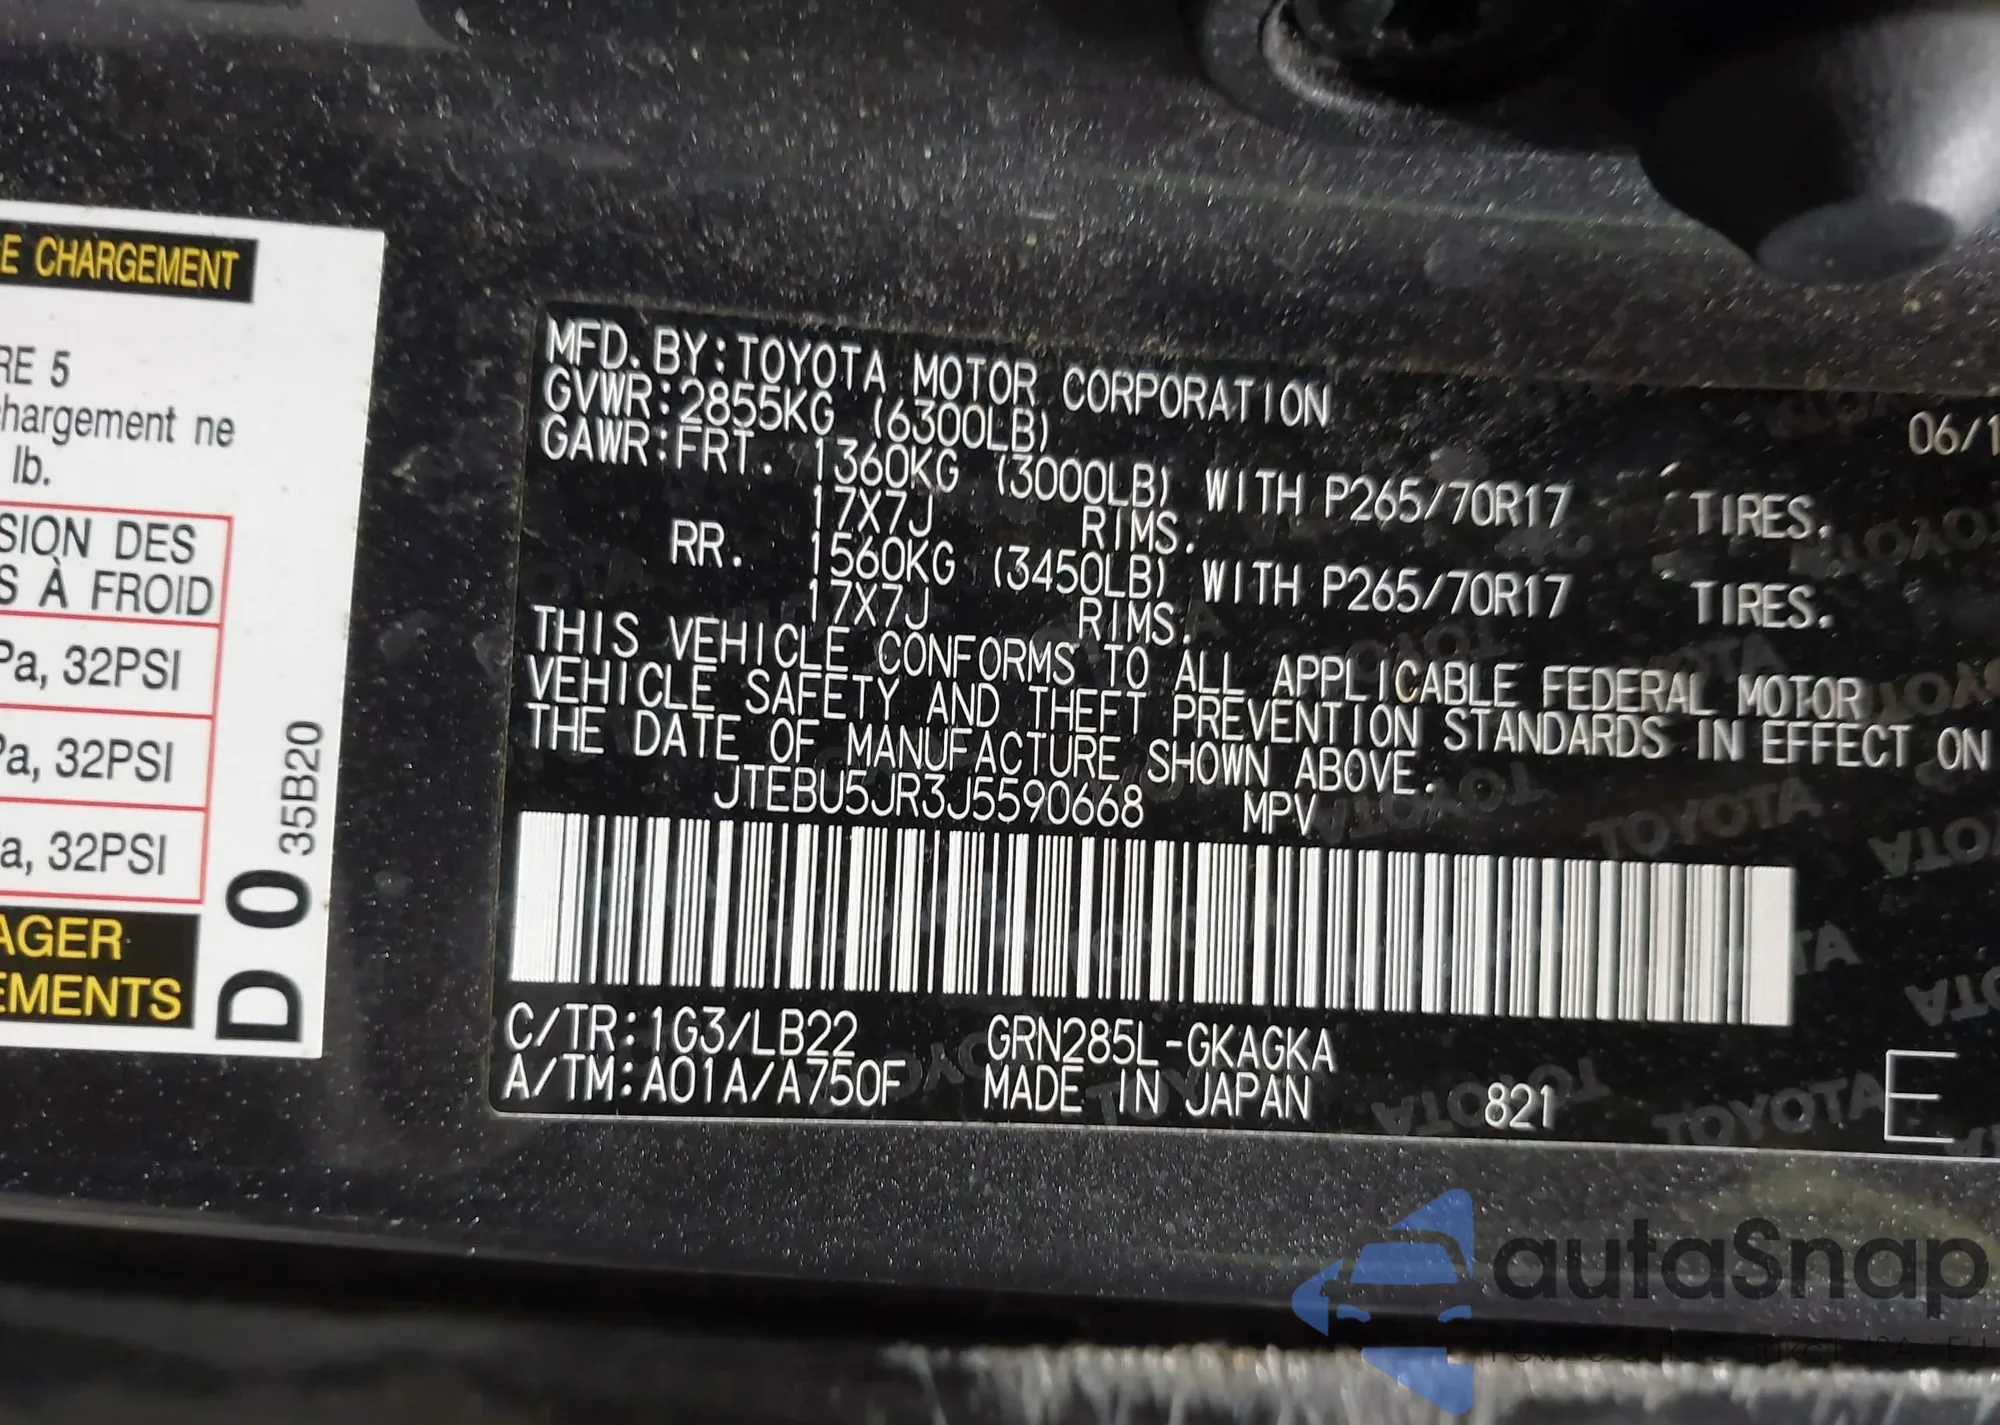 E CHARGEMENT
RE 5
chargement ne
lb.
SION DES
S À FROID
Pa, 32PSI
Pa, 32PSI
a, 32PSI
AGER
EMENTS
D 0 35B20
MFD. BY:TOYOTA MOTOR CORPORATION 06/1
GVWR:2855KG (6300LB)
GAWR:FRT. 1360KG (3000LB) WITH P265/70R17 TIRES.
17X7J RIMS.
RR. 1560KG (3450LB) WITH P265/70R17 TIRES.
17X7J RIMS.
THIS VEHICLE CONFORMS TO ALL APPLICABLE FEDERAL MOTOR
VEHICLE SAFETY AND THEFT PREVENTION STANDARDS IN EFFECT ON
THE DATE OF MANUFACTURE SHOWN ABOVE.
JTEBU5JR3J5590668 MPV
C/TR:1G3/LB22 GRN285L-GKAGKA
A/TM:A01A/A750F MADE IN JAPAN 821 E
autaSnap